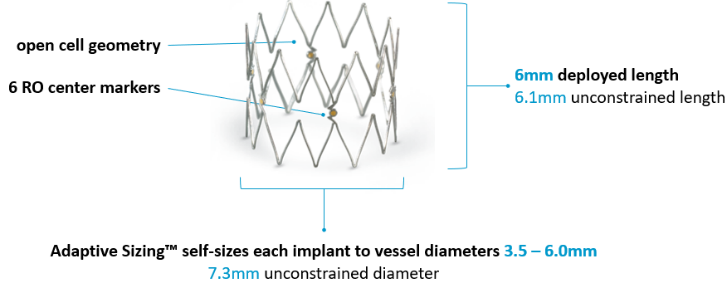 open cell geometry
6 RO center markers
6mm deployed length
6.1mm unconstrained length
Adaptive Sizing™ self-sizes each implant to vessel diameters 3.5 – 6.0mm
7.3mm unconstrained diameter